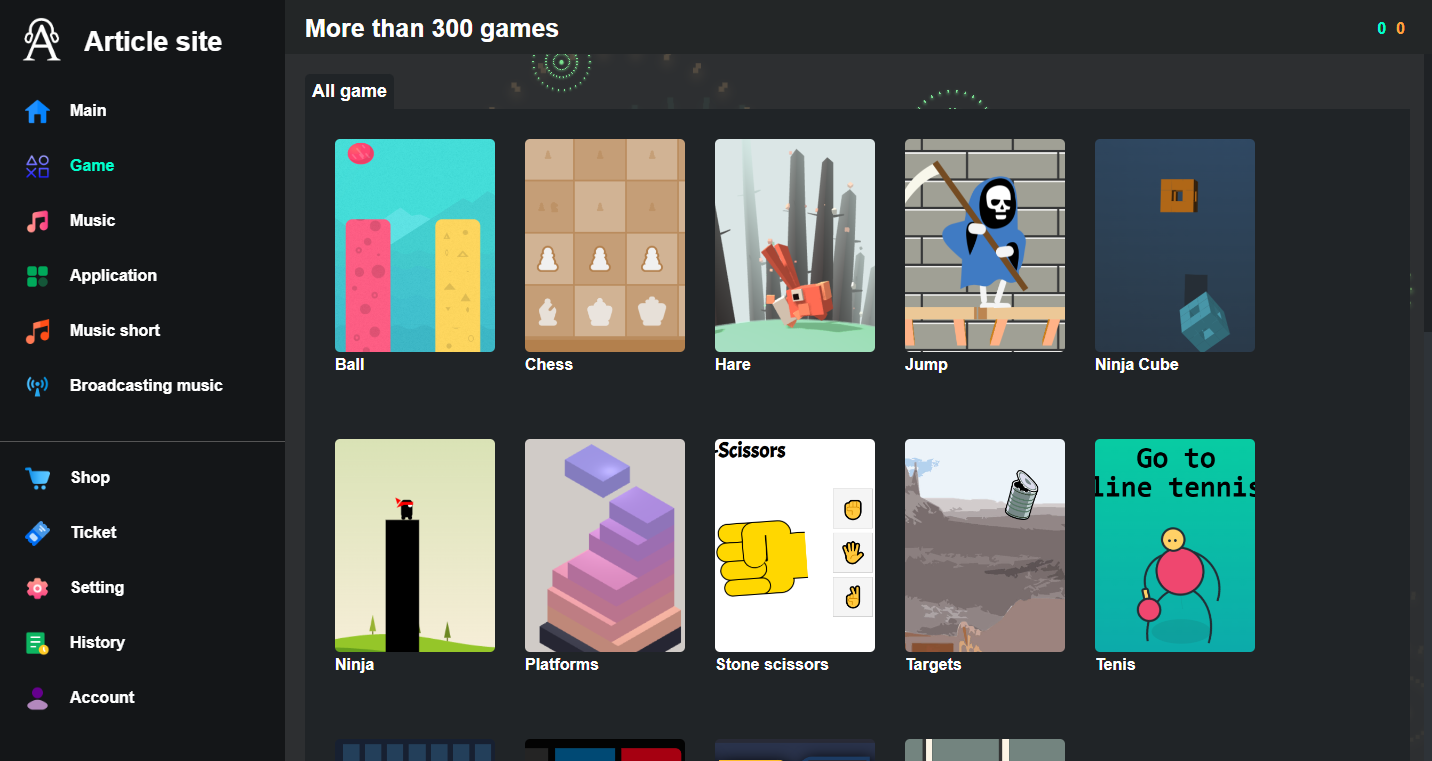 Article site
More than 300 games
0 0
Main
Game
Music
Application
Music short
Broadcasting music
Shop
Ticket
Setting
History
Account
All game
Ball
Chess
Hare
Jump
Ninja Cube
-Scissors
Go to
line tennis
Ninja
Platforms
Stone scissors
Targets
Tenis